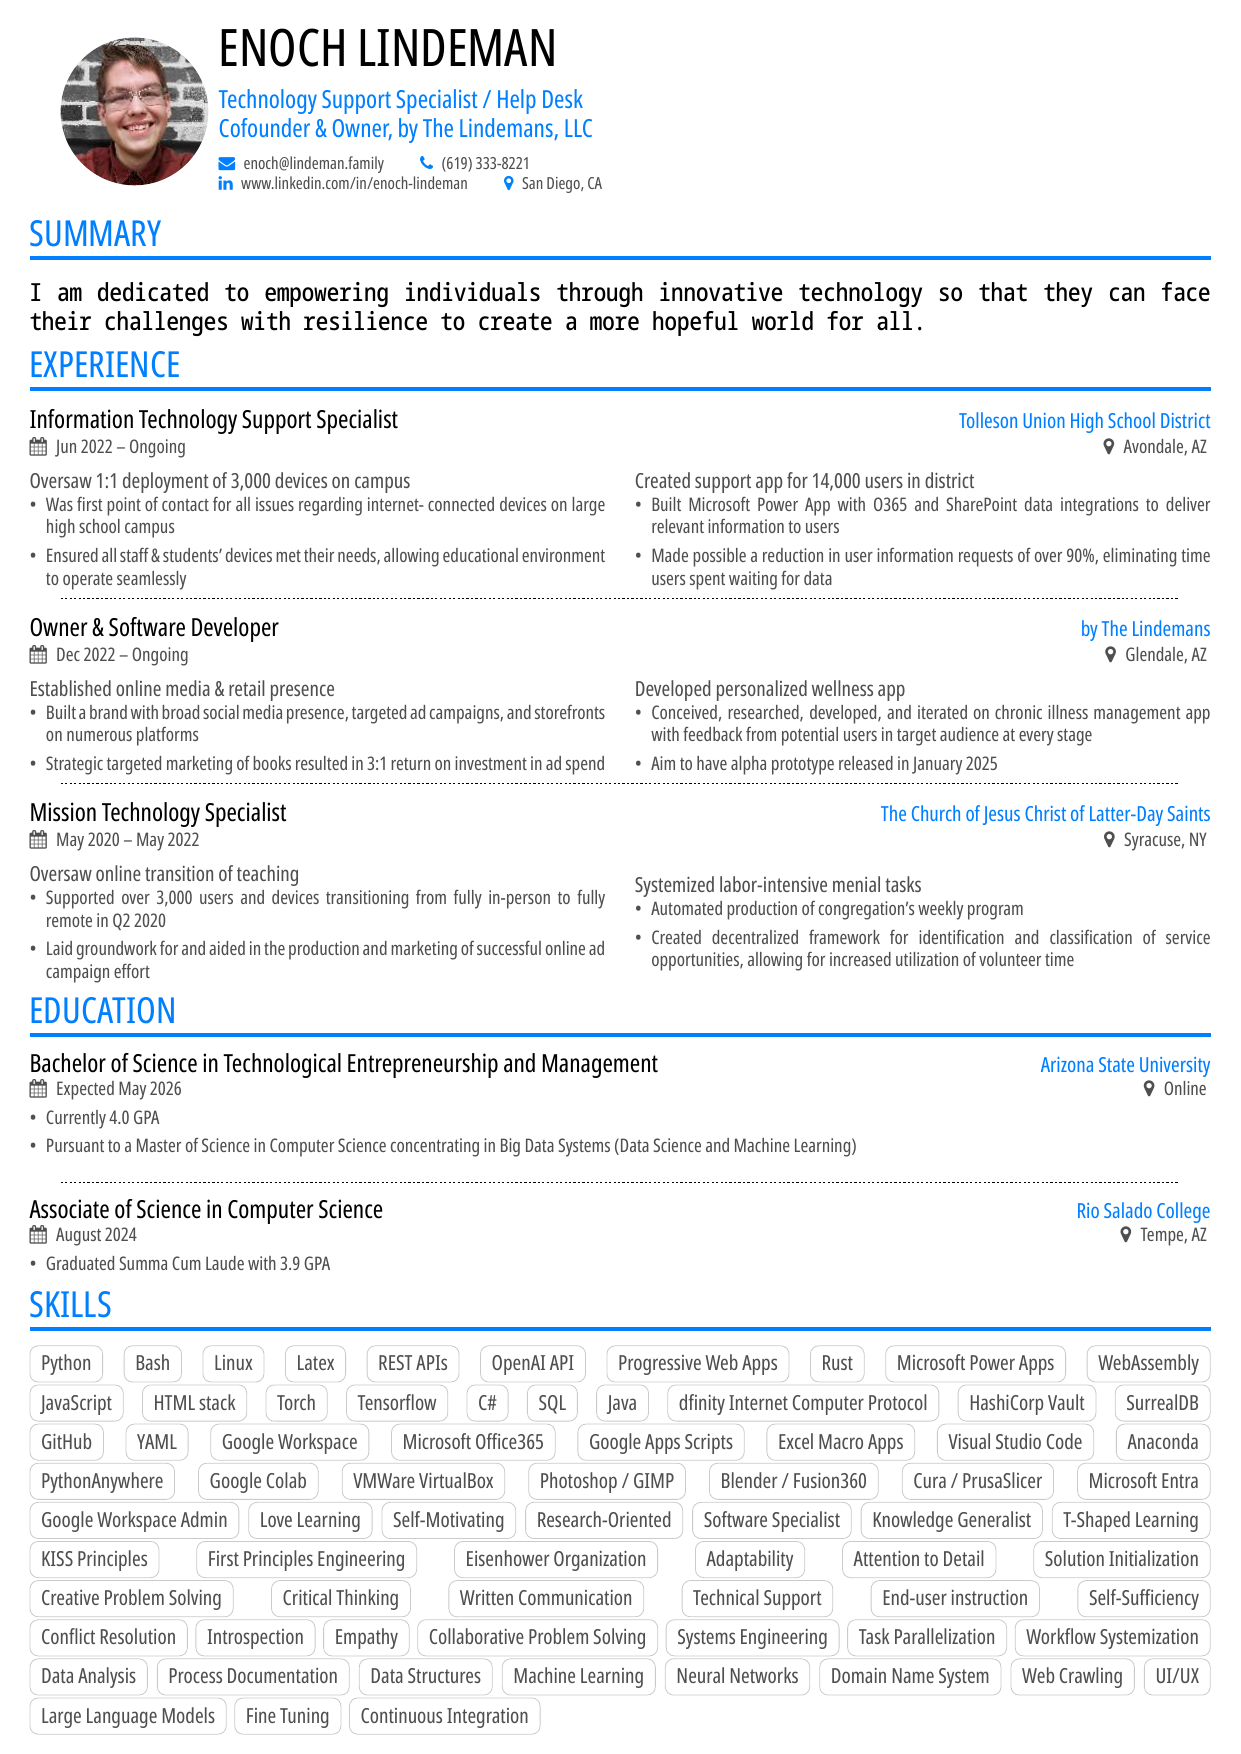 ENOCH LINDEMAN
Technology Support Specialist / Help Desk
Cofounder & Owner, by The Lindemans, LLC
enoch@lindeman.family (619) 333-8221
www.linkedin.com/in/enoch-lindeman San Diego, CA
SUMMARY
I am dedicated to empowering individuals through innovative technology so that they can face
their challenges with resilience to create a more hopeful world for all.
EXPERIENCE
Information Technology Support Specialist Tolleson Union High School District
Jun 2022 – Ongoing Avondale, AZ
Oversaw 1:1 deployment of 3,000 devices on campus
• Was first point of contact for all issues regarding internet- connected devices on large
high school campus
• Ensured all staff & students’ devices met their needs, allowing educational environment
to operate seamlessly
Created support app for 14,000 users in district
• Built Microsoft Power App with O365 and SharePoint data integrations to deliver
relevant information to users
• Made possible a reduction in user information requests of over 90%, eliminating time
users spent waiting for data
Owner & Software Developer by The Lindemans
Dec 2022 – Ongoing Glendale, AZ
Established online media & retail presence
• Built a brand with broad social media presence, targeted ad campaigns, and storefronts
on numerous platforms
• Strategic targeted marketing of books resulted in 3:1 return on investment in ad spend
Developed personalized wellness app
• Conceived, researched, developed, and iterated on chronic illness management app
with feedback from potential users in target audience at every stage
• Aim to have alpha prototype released in January 2025
Mission Technology Specialist The Church of Jesus Christ of Latter-Day Saints
May 2020 – May 2022 Syracuse, NY
Oversaw online transition of teaching
• Supported over 3,000 users and devices transitioning from fully in-person to fully
remote in Q2 2020
• Laid groundwork for and aided in the production and marketing of successful online ad
campaign effort
Systemized labor-intensive menial tasks
• Automated production of congregation’s weekly program
• Created decentralized framework for identification and classification of service
opportunities, allowing for increased utilization of volunteer time
EDUCATION
Bachelor of Science in Technological Entrepreneurship and Management Arizona State University
Expected May 2026 Online
• Currently 4.0 GPA
• Pursuant to a Master of Science in Computer Science concentrating in Big Data Systems (Data Science and Machine Learning)
Associate of Science in Computer Science Rio Salado College
August 2024 Tempe, AZ
• Graduated Summa Cum Laude with 3.9 GPA
SKILLS
Python Bash Linux Latex REST APIs OpenAI API Progressive Web Apps Rust Microsoft Power Apps WebAssembly
JavaScript HTML stack Torch Tensorflow C# SQL Java dfinity Internet Computer Protocol HashiCorp Vault SurrealDB
GitHub YAML Google Workspace Microsoft Office365 Google Apps Scripts Excel Macro Apps Visual Studio Code Anaconda
PythonAnywhere Google Colab VMWare VirtualBox Photoshop / GIMP Blender / Fusion360 Cura / PrusaSlicer Microsoft Entra
Google Workspace Admin Love Learning Self-Motivating Research-Oriented Software Specialist Knowledge Generalist T-Shaped Learning
KISS Principles First Principles Engineering Eisenhower Organization Adaptability Attention to Detail Solution Initialization
Creative Problem Solving Critical Thinking Written Communication Technical Support End-user instruction Self-Sufficiency
Conflict Resolution Introspection Empathy Collaborative Problem Solving Systems Engineering Task Parallelization Workflow Systemization
Data Analysis Process Documentation Data Structures Machine Learning Neural Networks Domain Name System Web Crawling UI/UX
Large Language Models Fine Tuning Continuous Integration